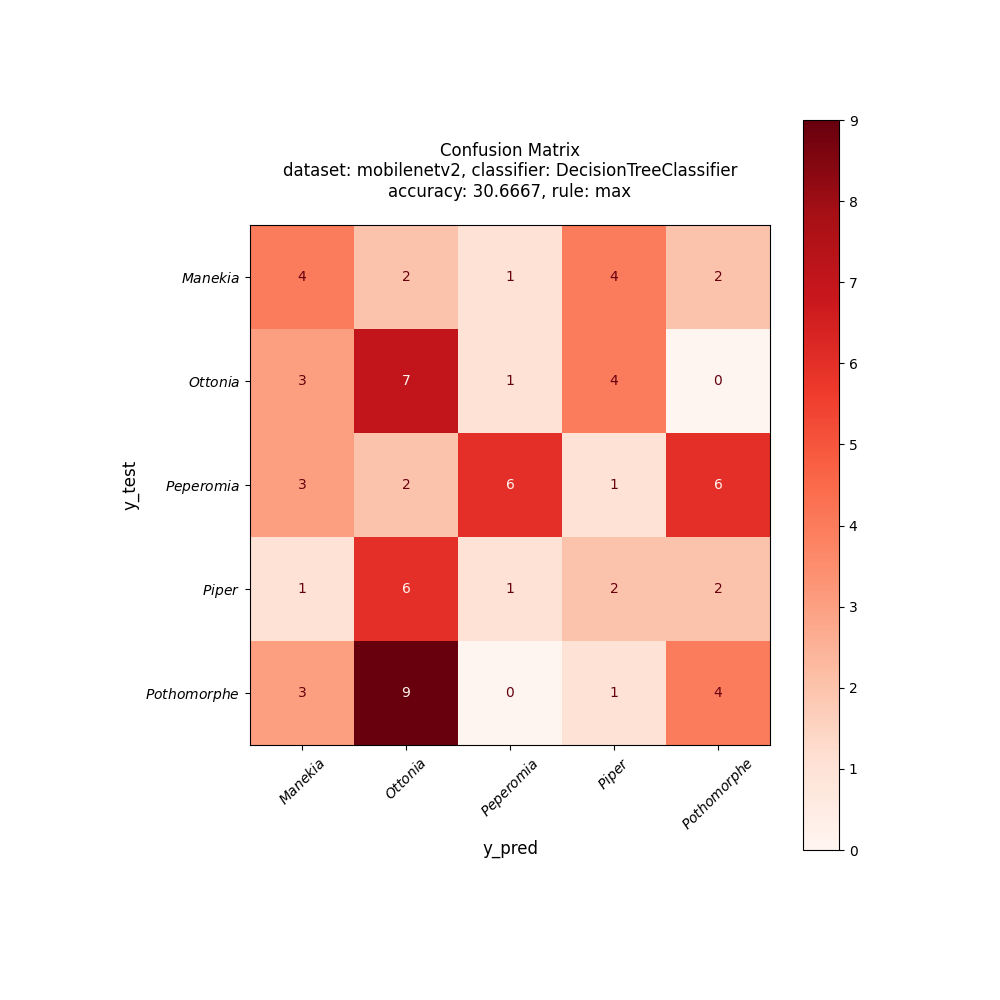 Confusion Matrix
dataset: mobilenetv2, classifier: DecisionTreeClassifier
accuracy: 30.6667, rule: max
y_test
Manekia 4 2 1 4 2
Ottonia 3 7 1 4 0
Peperomia 3 2 6 1 6
Piper 1 6 1 2 2
Pothomorphe 3 9 0 1 4
Manekia Ottonia Peperomia Piper Pothomorphe
y_pred
9
8
7
6
5
4
3
2
1
0